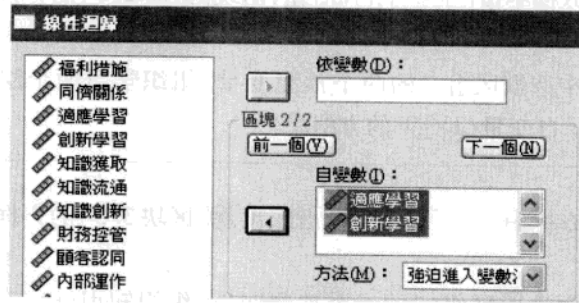 線性迴歸
福利措施
同儕關係
適應學習
創新學習
知識獲取
知識流通
知識創新
財務控管
顧客認同
內部運作
依變數(D)：
區塊 2/2
前一個(V)
下一個(N)
自變數(I)：
適應學習
創新學習
方法(M)： 強迫進入變數